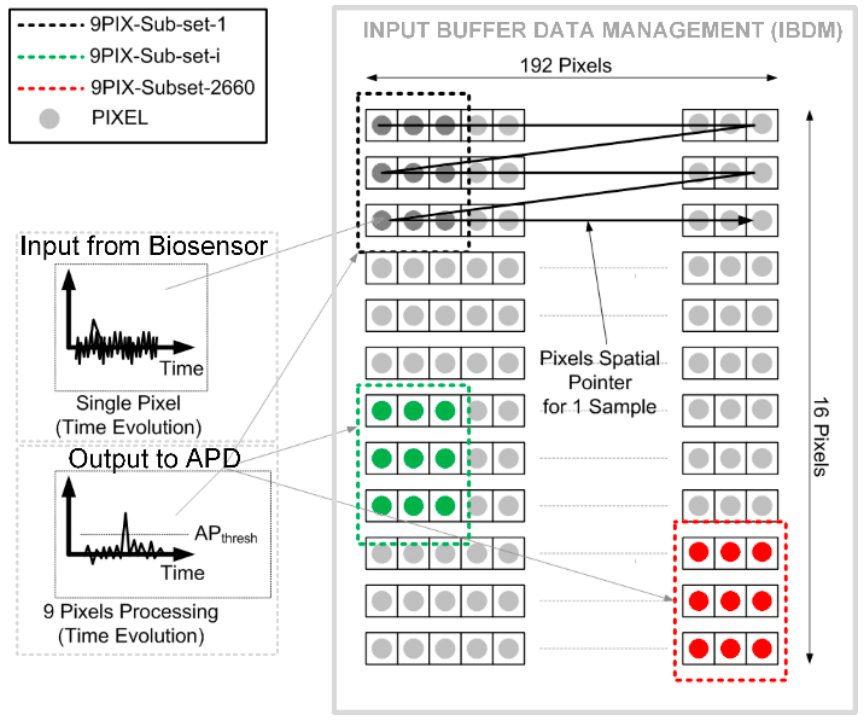 9PIX-Sub-set-1
9PIX-Sub-set-i
9PIX-Subset-2660
PIXEL
INPUT BUFFER DATA MANAGEMENT (IBDM)
192 Pixels
16 Pixels
Pixels Spatial
Pointer
for 1 Sample
Input from Biosensor
Time
Single Pixel
(Time Evolution)
Output to APD
APthresh
Time
9 Pixels Processing
(Time Evolution)